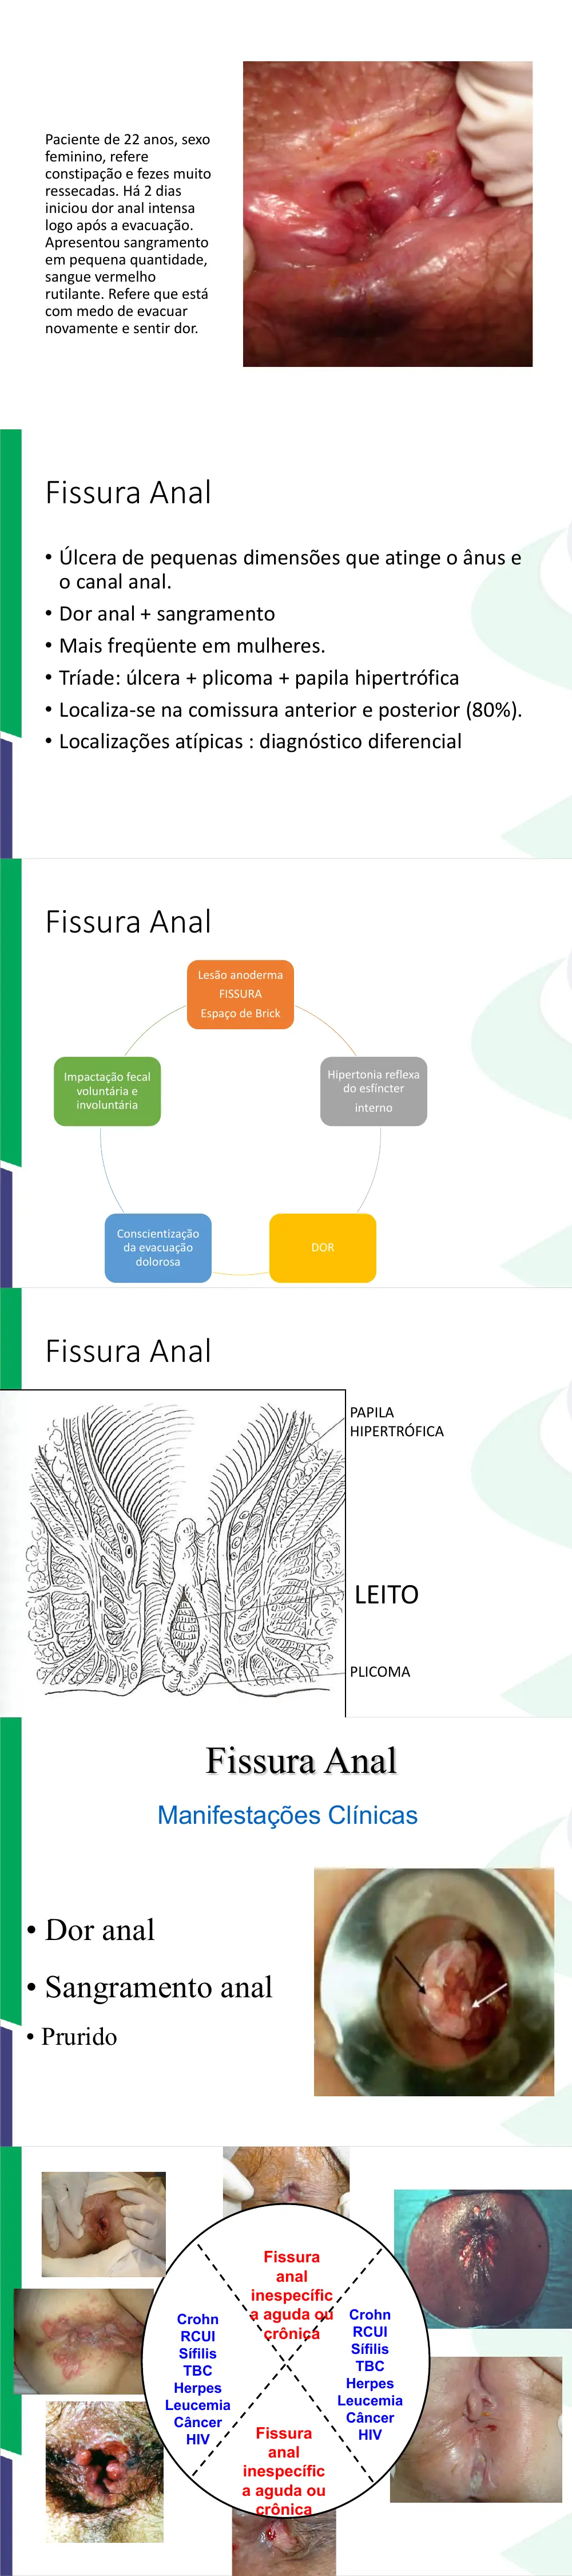 Paciente de 22 anos, sexo
feminino, refere
constipação e fezes muito
ressecadas. Há 2 dias
iniciou dor anal intensa
logo após a evacuação.
Apresentou sangramento
em pequena quantidade,
sangue vermelho
rutilante. Refere que está
com medo de evacuar
novamente e sentir dor.
Fissura Anal
• Úlcera de pequenas dimensões que atinge o ânus e
o canal anal.
• Dor anal + sangramento
• Mais freqüente em mulheres.
• Tríade: úlcera + plicoma + papila hipertrófica
• Localiza-se na comissura anterior e posterior (80%).
• Localizações atípicas : diagnóstico diferencial
Fissura Anal
Lesão anoderma
FISSURA
Espaço de Brick
Hipertonia reflexa
do esfíncter
interno
DOR
Conscientização
da evacuação
dolorosa
Impactação fecal
voluntária e
involuntária
Fissura Anal
PAPILA
HIPERTRÓFICA
LEITO
PLICOMA
Fissura Anal
Manifestações Clínicas
• Dor anal
• Sangramento anal
• Prurido
Fissura
anal
inespecífic
a aguda ou
crônica
Crohn
RCUI
Sífilis
TBC
Herpes
Leucemia
Câncer
HIV
Crohn
RCUI
Sífilis
TBC
Herpes
Leucemia
Câncer
HIV
Fissura
anal
inespecífic
a aguda ou
crônica